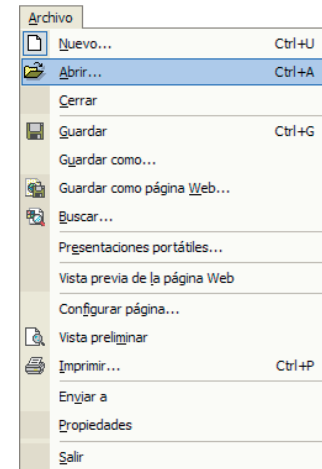 Archivo
Nuevo... Ctrl+U
Abrir... Ctrl+A
Cerrar
Guardar Ctrl+G
Guardar como...
Guardar como página Web...
Buscar...
Presentaciones portátiles...
Vista previa de la página Web
Configurar página...
Vista preliminar
Imprimir... Ctrl+P
Enviar a
Propiedades
Salir